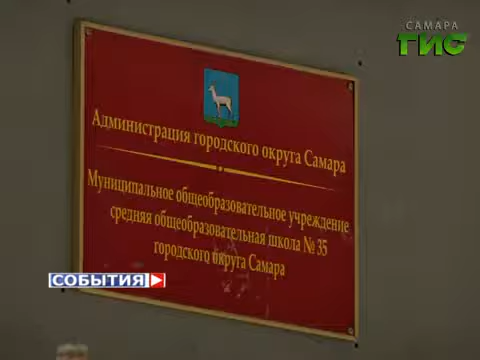 САМАРА
ГИС
Администрация городского округа Самара
Муниципальное общеобразовательное учреждение
средняя общеобразовательная школа № 35
городского округа Самара
СОБЫТИЯ